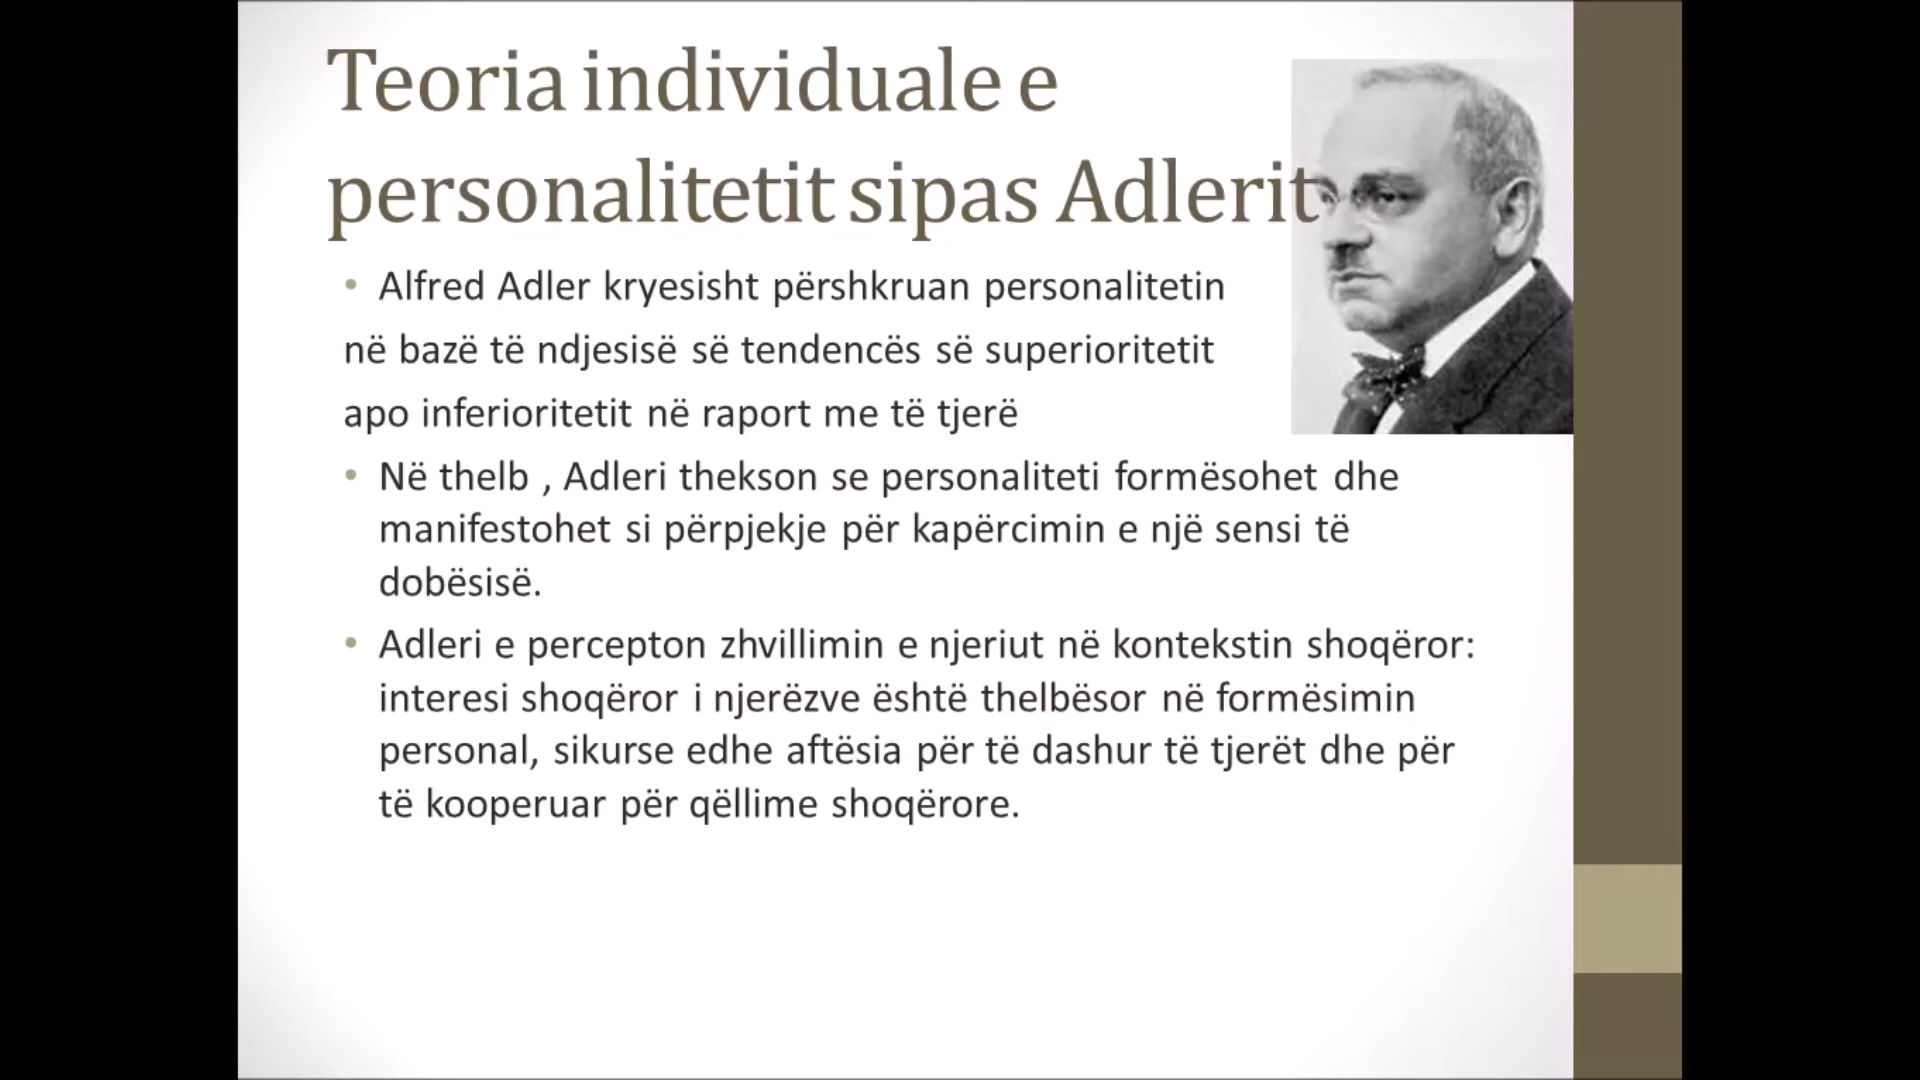 Teoria individuale e
personalitetit sipas Adlerit
• Alfred Adler kryesisht përshkruan personalitetin
në bazë të ndjesisë së tendencës së superioritetit
apo inferioritetit në raport me të tjerë
• Në thelb , Adleri thekson se personaliteti formësohet dhe
manifestohet si përpjekje për kapërcimin e një sensi të
dobësisë.
• Adleri e percepton zhvillimin e njeriut në kontekstin shoqëror:
interesi shoqëror i njerëzve është thelbësor në formësimin
personal, sikurse edhe aftësia për të dashur të tjerët dhe për
të kooperuar për qëllime shoqërore.